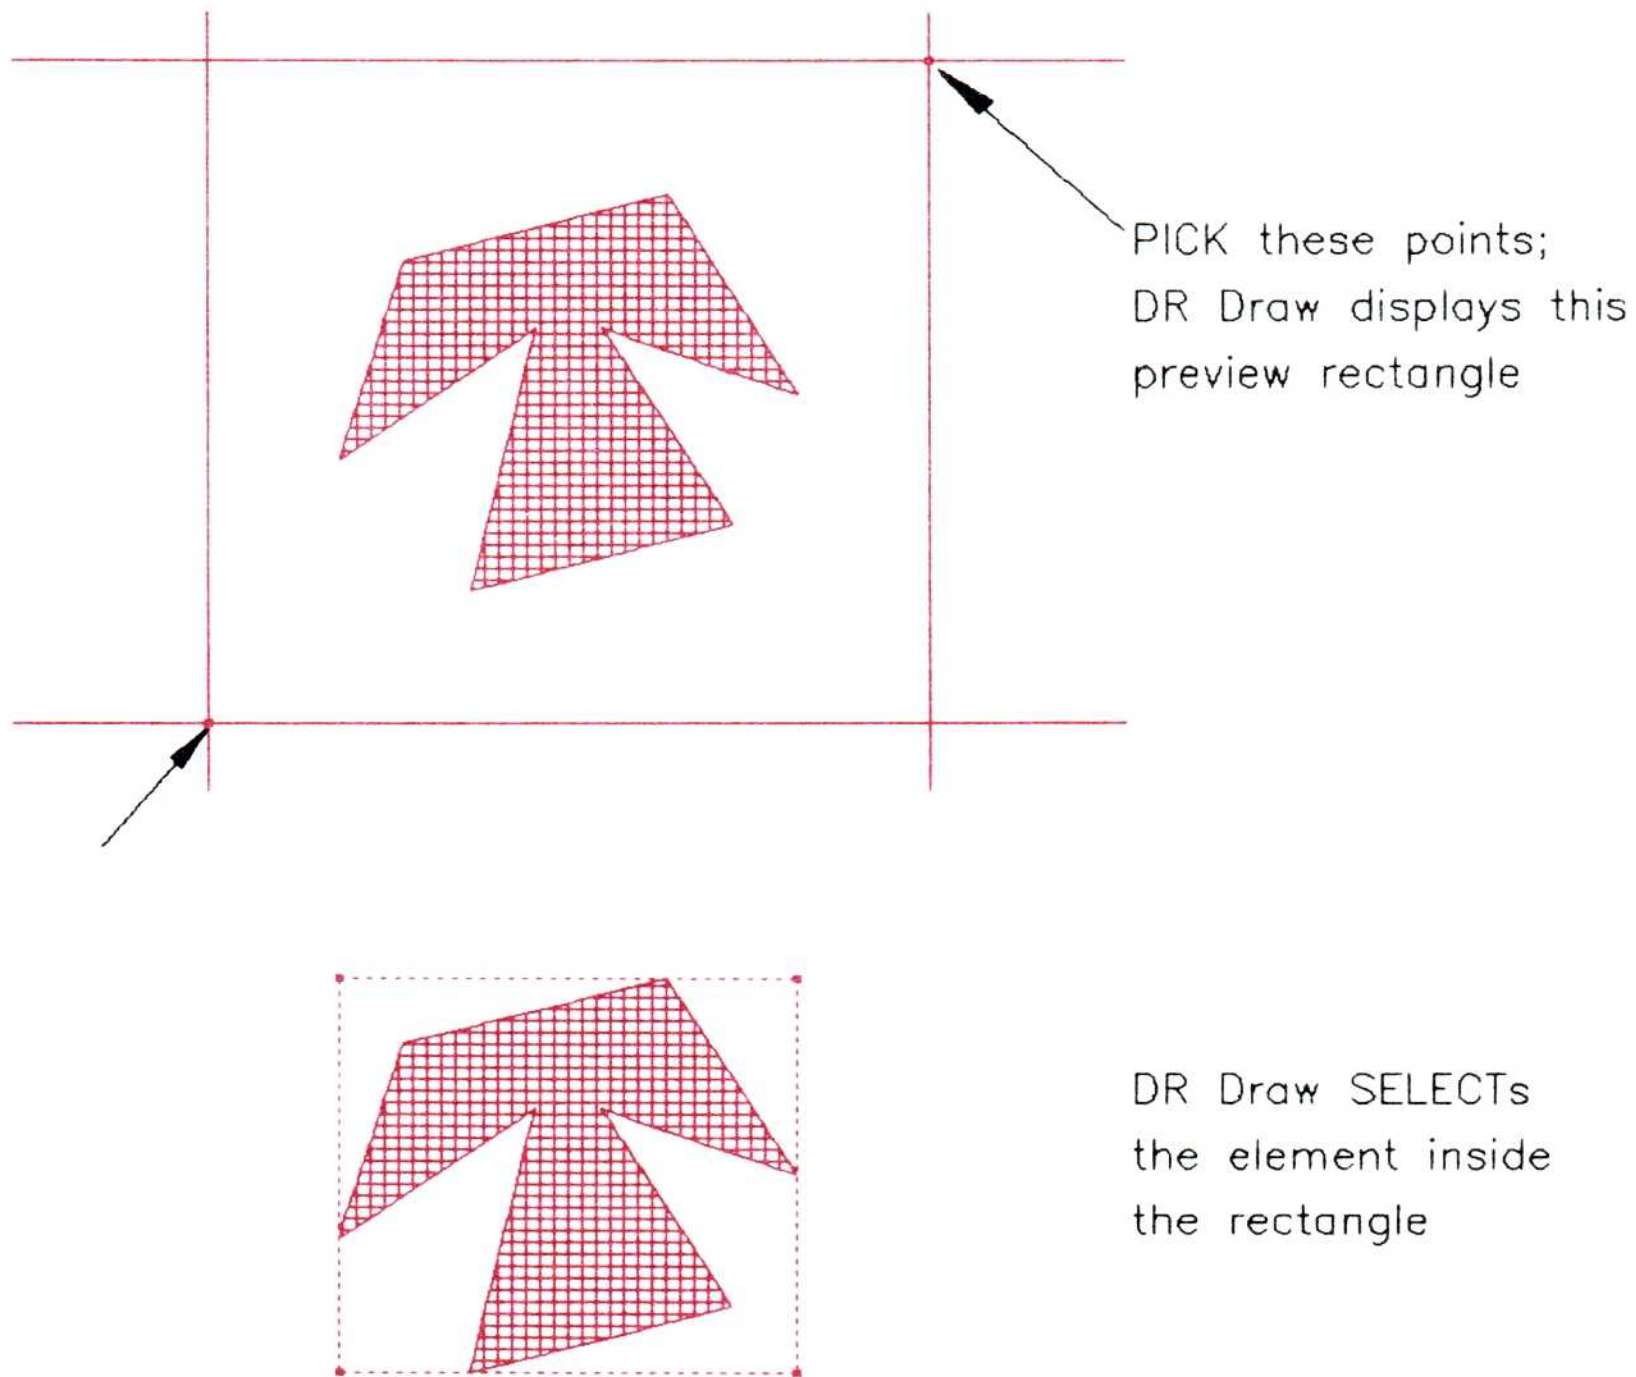 PICK these points;
DR Draw displays this
preview rectangle
DR Draw SELECTs
the element inside
the rectangle